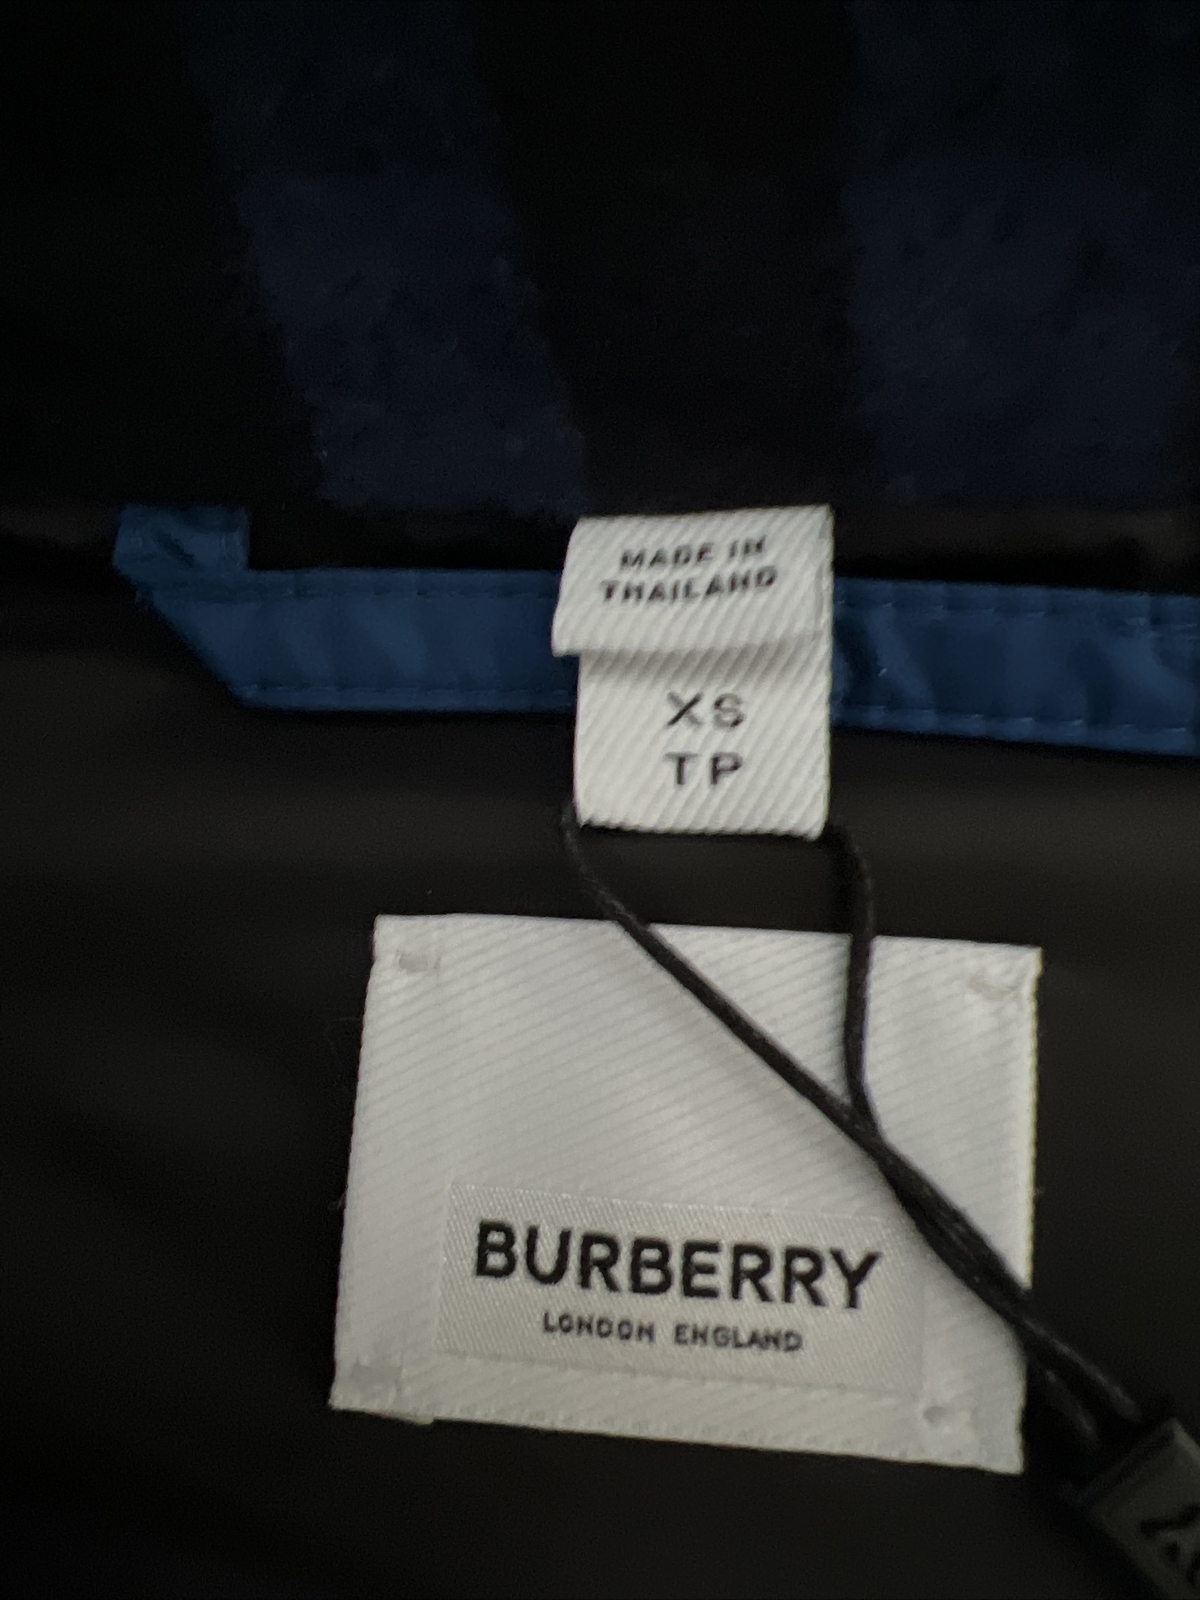 MADE IN
THAILAND
XS
TP
BURBERRY
LONDON ENGLAND